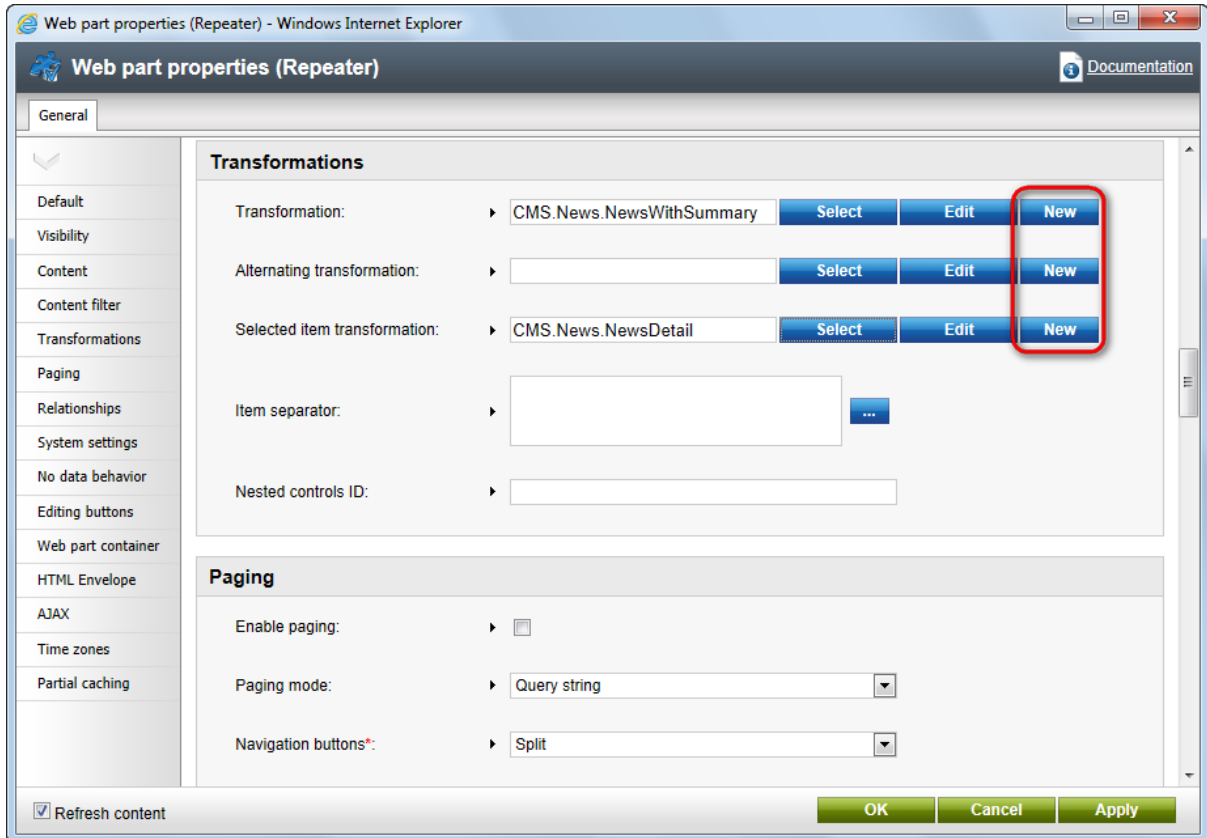 Web part properties (Repeater) - Windows Internet Explorer
Web part properties (Repeater)
Documentation
General
Default
Visibility
Content
Content filter
Transformations
Paging
Relationships
System settings
No data behavior
Editing buttons
Web part container
HTML Envelope
AJAX
Time zones
Partial caching
Transformations
Transformation: CMS.News.NewsWithSummary Select Edit New
Alternating transformation: Select Edit New
Selected item transformation: CMS.News.NewsDetail Select Edit New
Item separator: ...
Nested controls ID:
Paging
Enable paging:
Paging mode: Query string
Navigation buttons*: Split
Refresh content
OK Cancel Apply